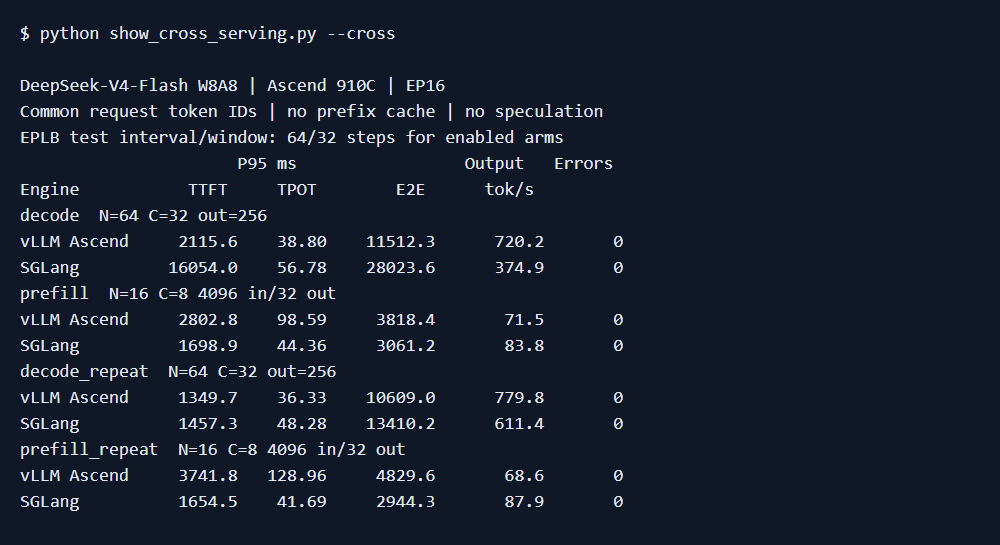 $ python show_cross_serving.py --cross
DeepSeek-V4-Flash W8A8 | Ascend 910C | EP16
Common request token IDs | no prefix cache | no speculation
EPLB test interval/window: 64/32 steps for enabled arms
P95 ms Output Errors
Engine TTFT TPOT E2E tok/s
decode N=64 C=32 out=256
vLLM Ascend 2115.6 38.80 11512.3 720.2 0
SGLang 16054.0 56.78 28023.6 374.9 0
prefill N=16 C=8 4096 in/32 out
vLLM Ascend 2802.8 98.59 3818.4 71.5 0
SGLang 1698.9 44.36 3061.2 83.8 0
decode_repeat N=64 C=32 out=256
vLLM Ascend 1349.7 36.33 10609.0 779.8 0
SGLang 1457.3 48.28 13410.2 611.4 0
prefill_repeat N=16 C=8 4096 in/32 out
vLLM Ascend 3741.8 128.96 4829.6 68.6 0
SGLang 1654.5 41.69 2944.3 87.9 0